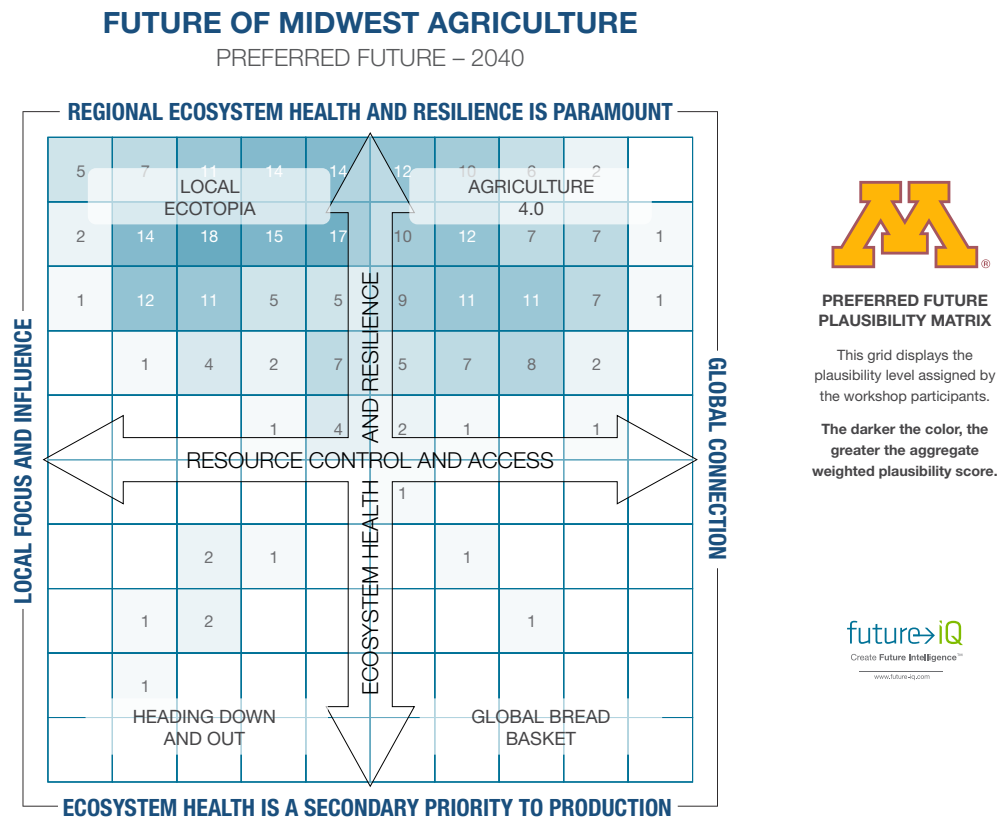 FUTURE OF MIDWEST AGRICULTURE
PREFERRED FUTURE – 2040
REGIONAL ECOSYSTEM HEALTH AND RESILIENCE IS PARAMOUNT
5 7 11 14 14 12 10 6 2
LOCAL
ECOTOPIA
AGRICULTURE
4.0
2 14 18 15 17 10 12 7 7 1
1 12 11 5 5 9 11 11 7 1
1 4 2 7 5 7 8 2
1 4 2 1 1
RESOURCE CONTROL AND ACCESS
1
2 1 1
1 2 1
1
HEADING DOWN
AND OUT
GLOBAL BREAD
BASKET
ECOSYSTEM HEALTH AND RESILIENCE
LOCAL FOCUS AND INFLUENCE
GLOBAL CONNECTION
ECOSYSTEM HEALTH IS A SECONDARY PRIORITY TO PRODUCTION
M
®
PREFERRED FUTURE
PLAUSIBILITY MATRIX
This grid displays the
plausibility level assigned by
the workshop participants.
The darker the color, the
greater the aggregate
weighted plausibility score.
future→iQ
Create Future Intelligence™
www.future-iq.com